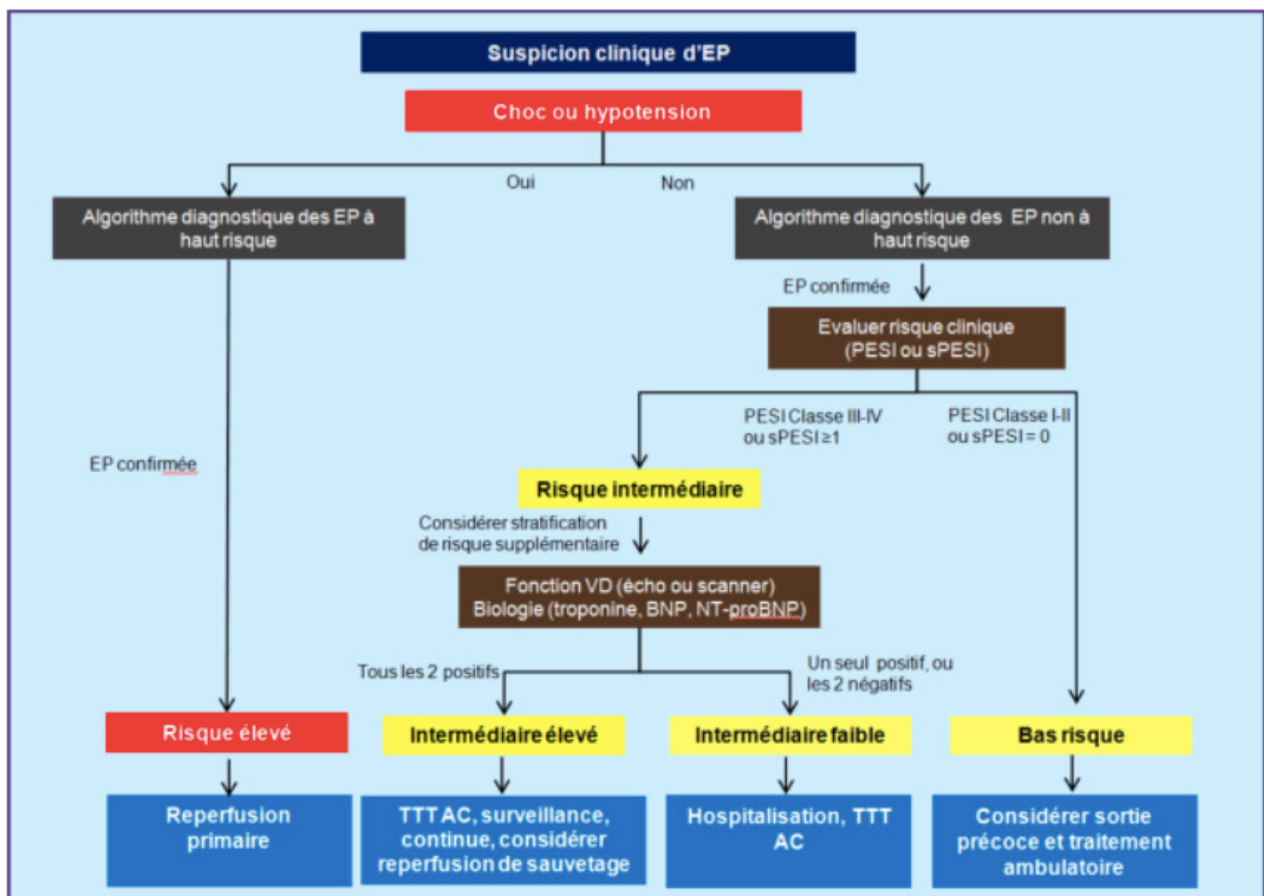 Suspicion clinique d'EP
Choc ou hypotension
Oui
Non
Algorithme diagnostique des EP à
haut risque
Algorithme diagnostique des EP non à
haut risque
EP confirmée
Evaluer risque clinique
(PESI ou sPESI)
PESI Classe III-IV
ou sPESI ≥1
PESI Classe I-II
ou sPESI = 0
EP confirmée
Risque intermédiaire
Considérer stratification
de risque supplémentaire
Fonction VD (écho ou scanner)
Biologie (troponine, BNP, NT-proBNP)
Tous les 2 positifs
Un seul positif, ou
les 2 négatifs
Risque élevé
Intermédiaire élevé
Intermédiaire faible
Bas risque
Reperfusion
primaire
TTT AC, surveillance,
continue, considérer
reperfusion de sauvetage
Hospitalisation, TTT
AC
Considérer sortie
précoce et traitement
ambulatoire